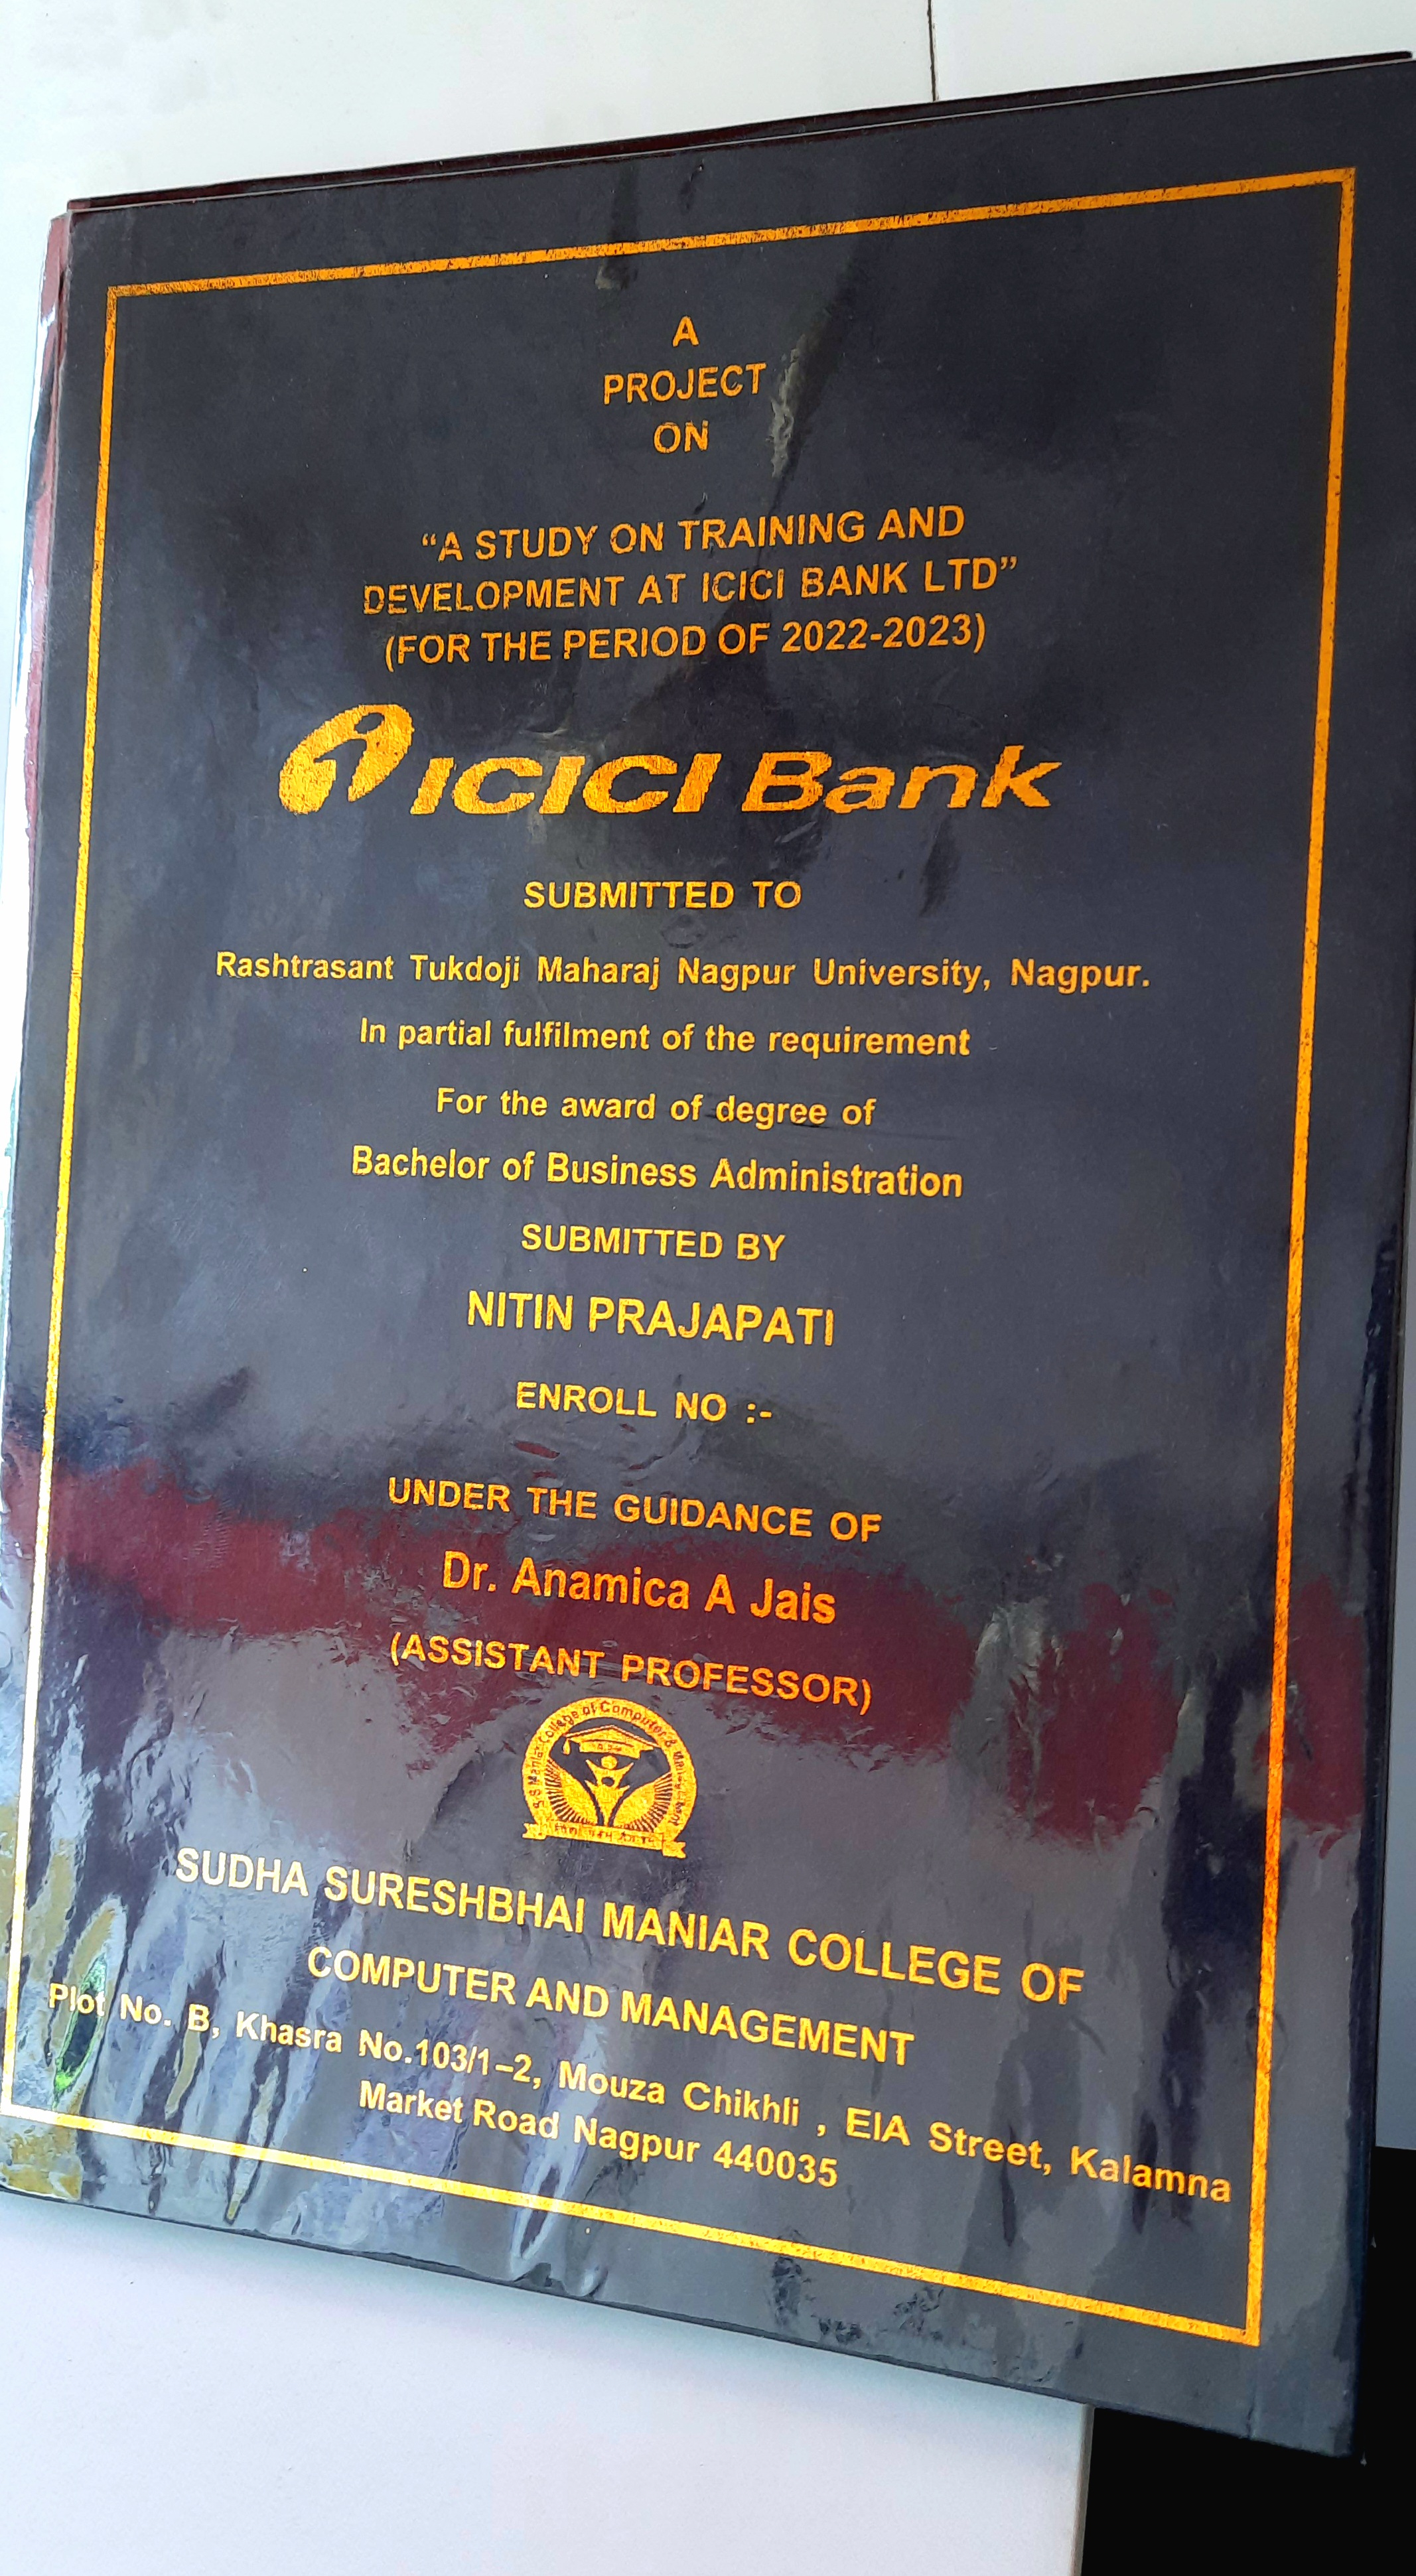 A
PROJECT
ON
“A STUDY ON TRAINING AND
DEVELOPMENT AT ICICI BANK LTD”
(FOR THE PERIOD OF 2022-2023)
ICICI Bank
SUBMITTED TO
Rashtrasant Tukdoji Maharaj Nagpur University, Nagpur.
In partial fulfilment of the requirement
For the award of degree of
Bachelor of Business Administration
SUBMITTED BY
NITIN PRAJAPATI
ENROLL NO :-
UNDER THE GUIDANCE OF
Dr. Anamica A Jais
(ASSISTANT PROFESSOR)
College of Computer &
SUDHA SURESHBHAI MANIAR COLLEGE OF
COMPUTER AND MANAGEMENT
Plot No. B, Khasra No.103/1–2, Mouza Chikhli , EIA Street, Kalamna
Market Road Nagpur 440035